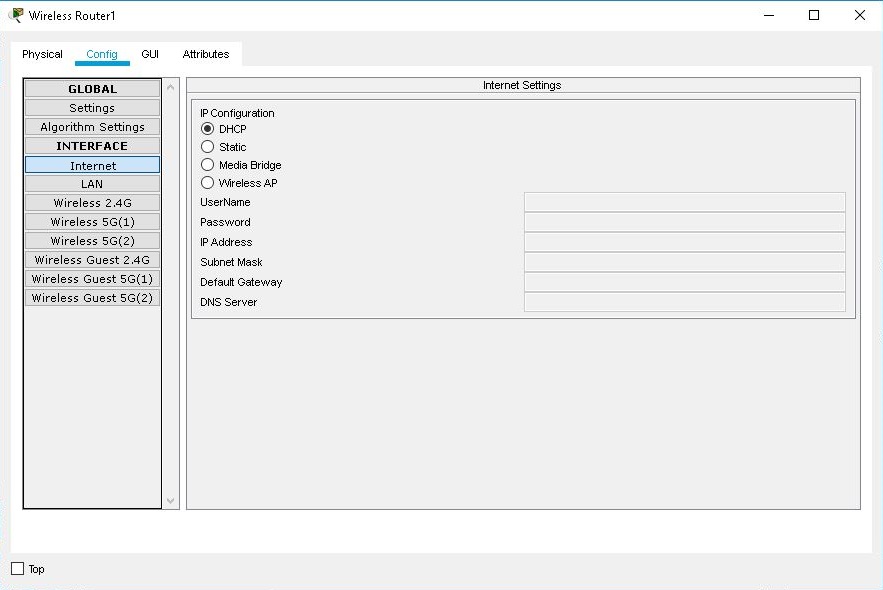 Wireless Router1
Physical Config GUI Attributes
GLOBAL
Settings
Algorithm Settings
INTERFACE
Internet
LAN
Wireless 2.4G
Wireless 5G(1)
Wireless 5G(2)
Wireless Guest 2.4G
Wireless Guest 5G(1)
Wireless Guest 5G(2)
Internet Settings
IP Configuration
DHCP
Static
Media Bridge
Wireless AP
UserName
Password
IP Address
Subnet Mask
Default Gateway
DNS Server
Top